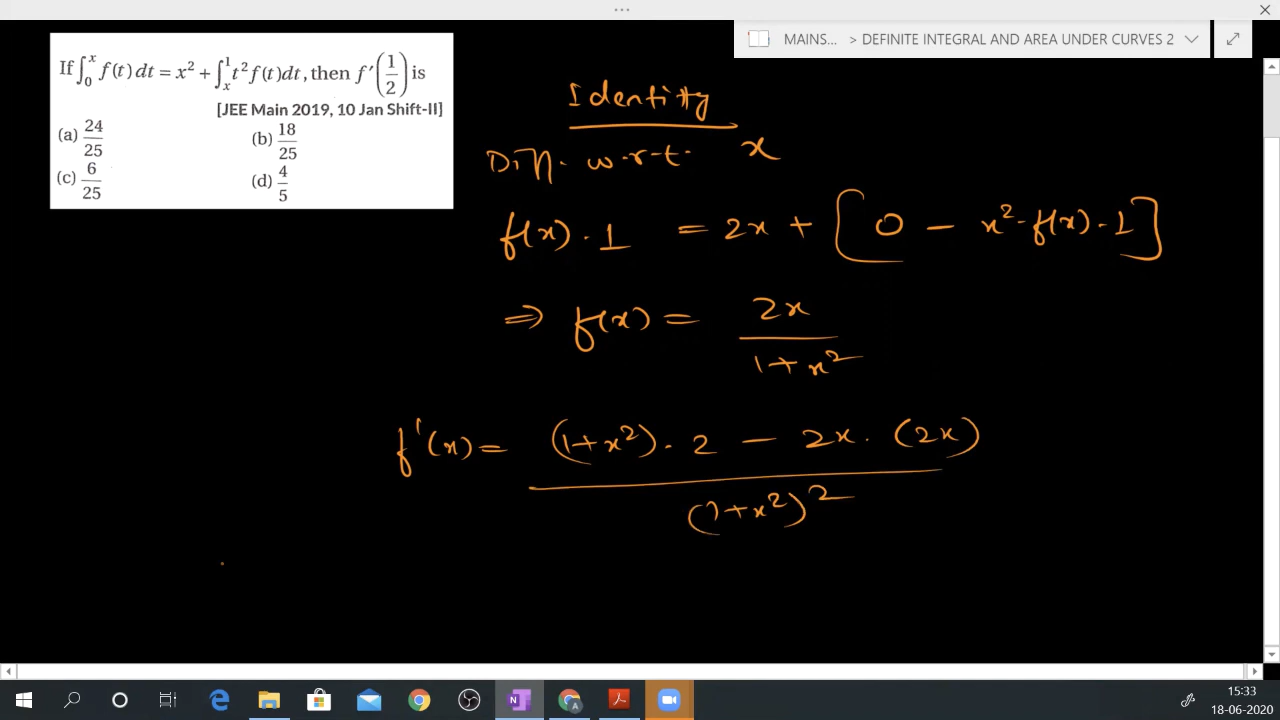 MAINS... > DEFINITE INTEGRAL AND AREA UNDER CURVES 2
If ∫₀ˣ f(t) dt = x² + ∫ₓ¹ t² f(t)dt, then f′(1/2) is
[JEE Main 2019, 10 Jan Shift-II]
(a) 24/25 (b) 18/25
(c) 6/25 (d) 4/5
Identity
Diff. w.r.t. x
f(x) · 1 = 2x + [0 − x² · f(x) · 1]
⇒ f(x) = 2x / 1+x²
f'(x) = (1+x²) · 2 − 2x · (2x) / (1+x²)²
15:33
18-06-2020